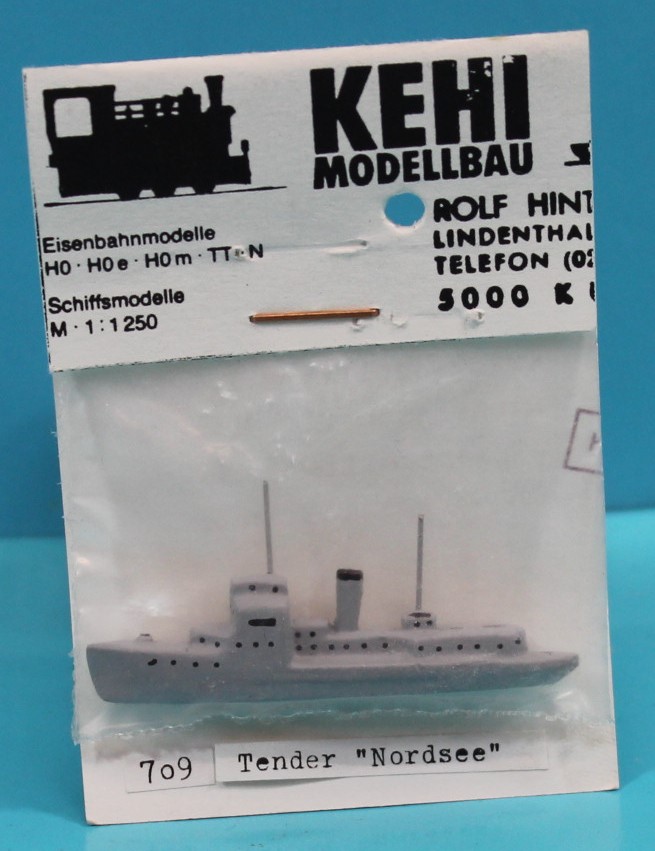 KEHI
MODELLBAU
ROLF HINT
LINDENTHAL
TELEFON (02
5000 K
Eisenbahnmodelle
H0 · H0e · H0m · TT · N
Schiffsmodelle
M · 1:1250
709 Tender "Nordsee"